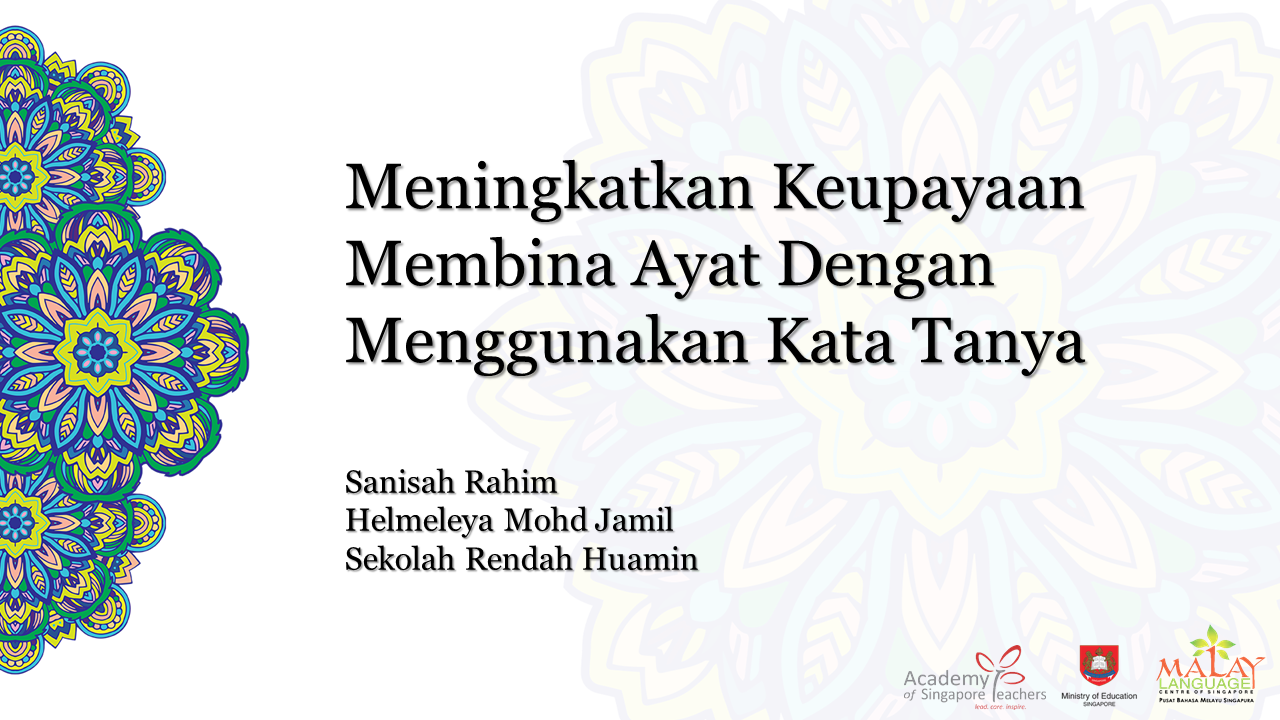 Meningkatkan Keupayaan
Membina Ayat Dengan
Menggunakan Kata Tanya
Sanisah Rahim
Helmeleya Mohd Jamil
Sekolah Rendah Huamin
Academy
of Singapore Teachers
lead. care. inspire.
Ministry of Education
SINGAPORE
MALAY
LANGUAGE
CENTRE OF SINGAPORE
PUSAT BAHASA MELAYU SINGAPURA